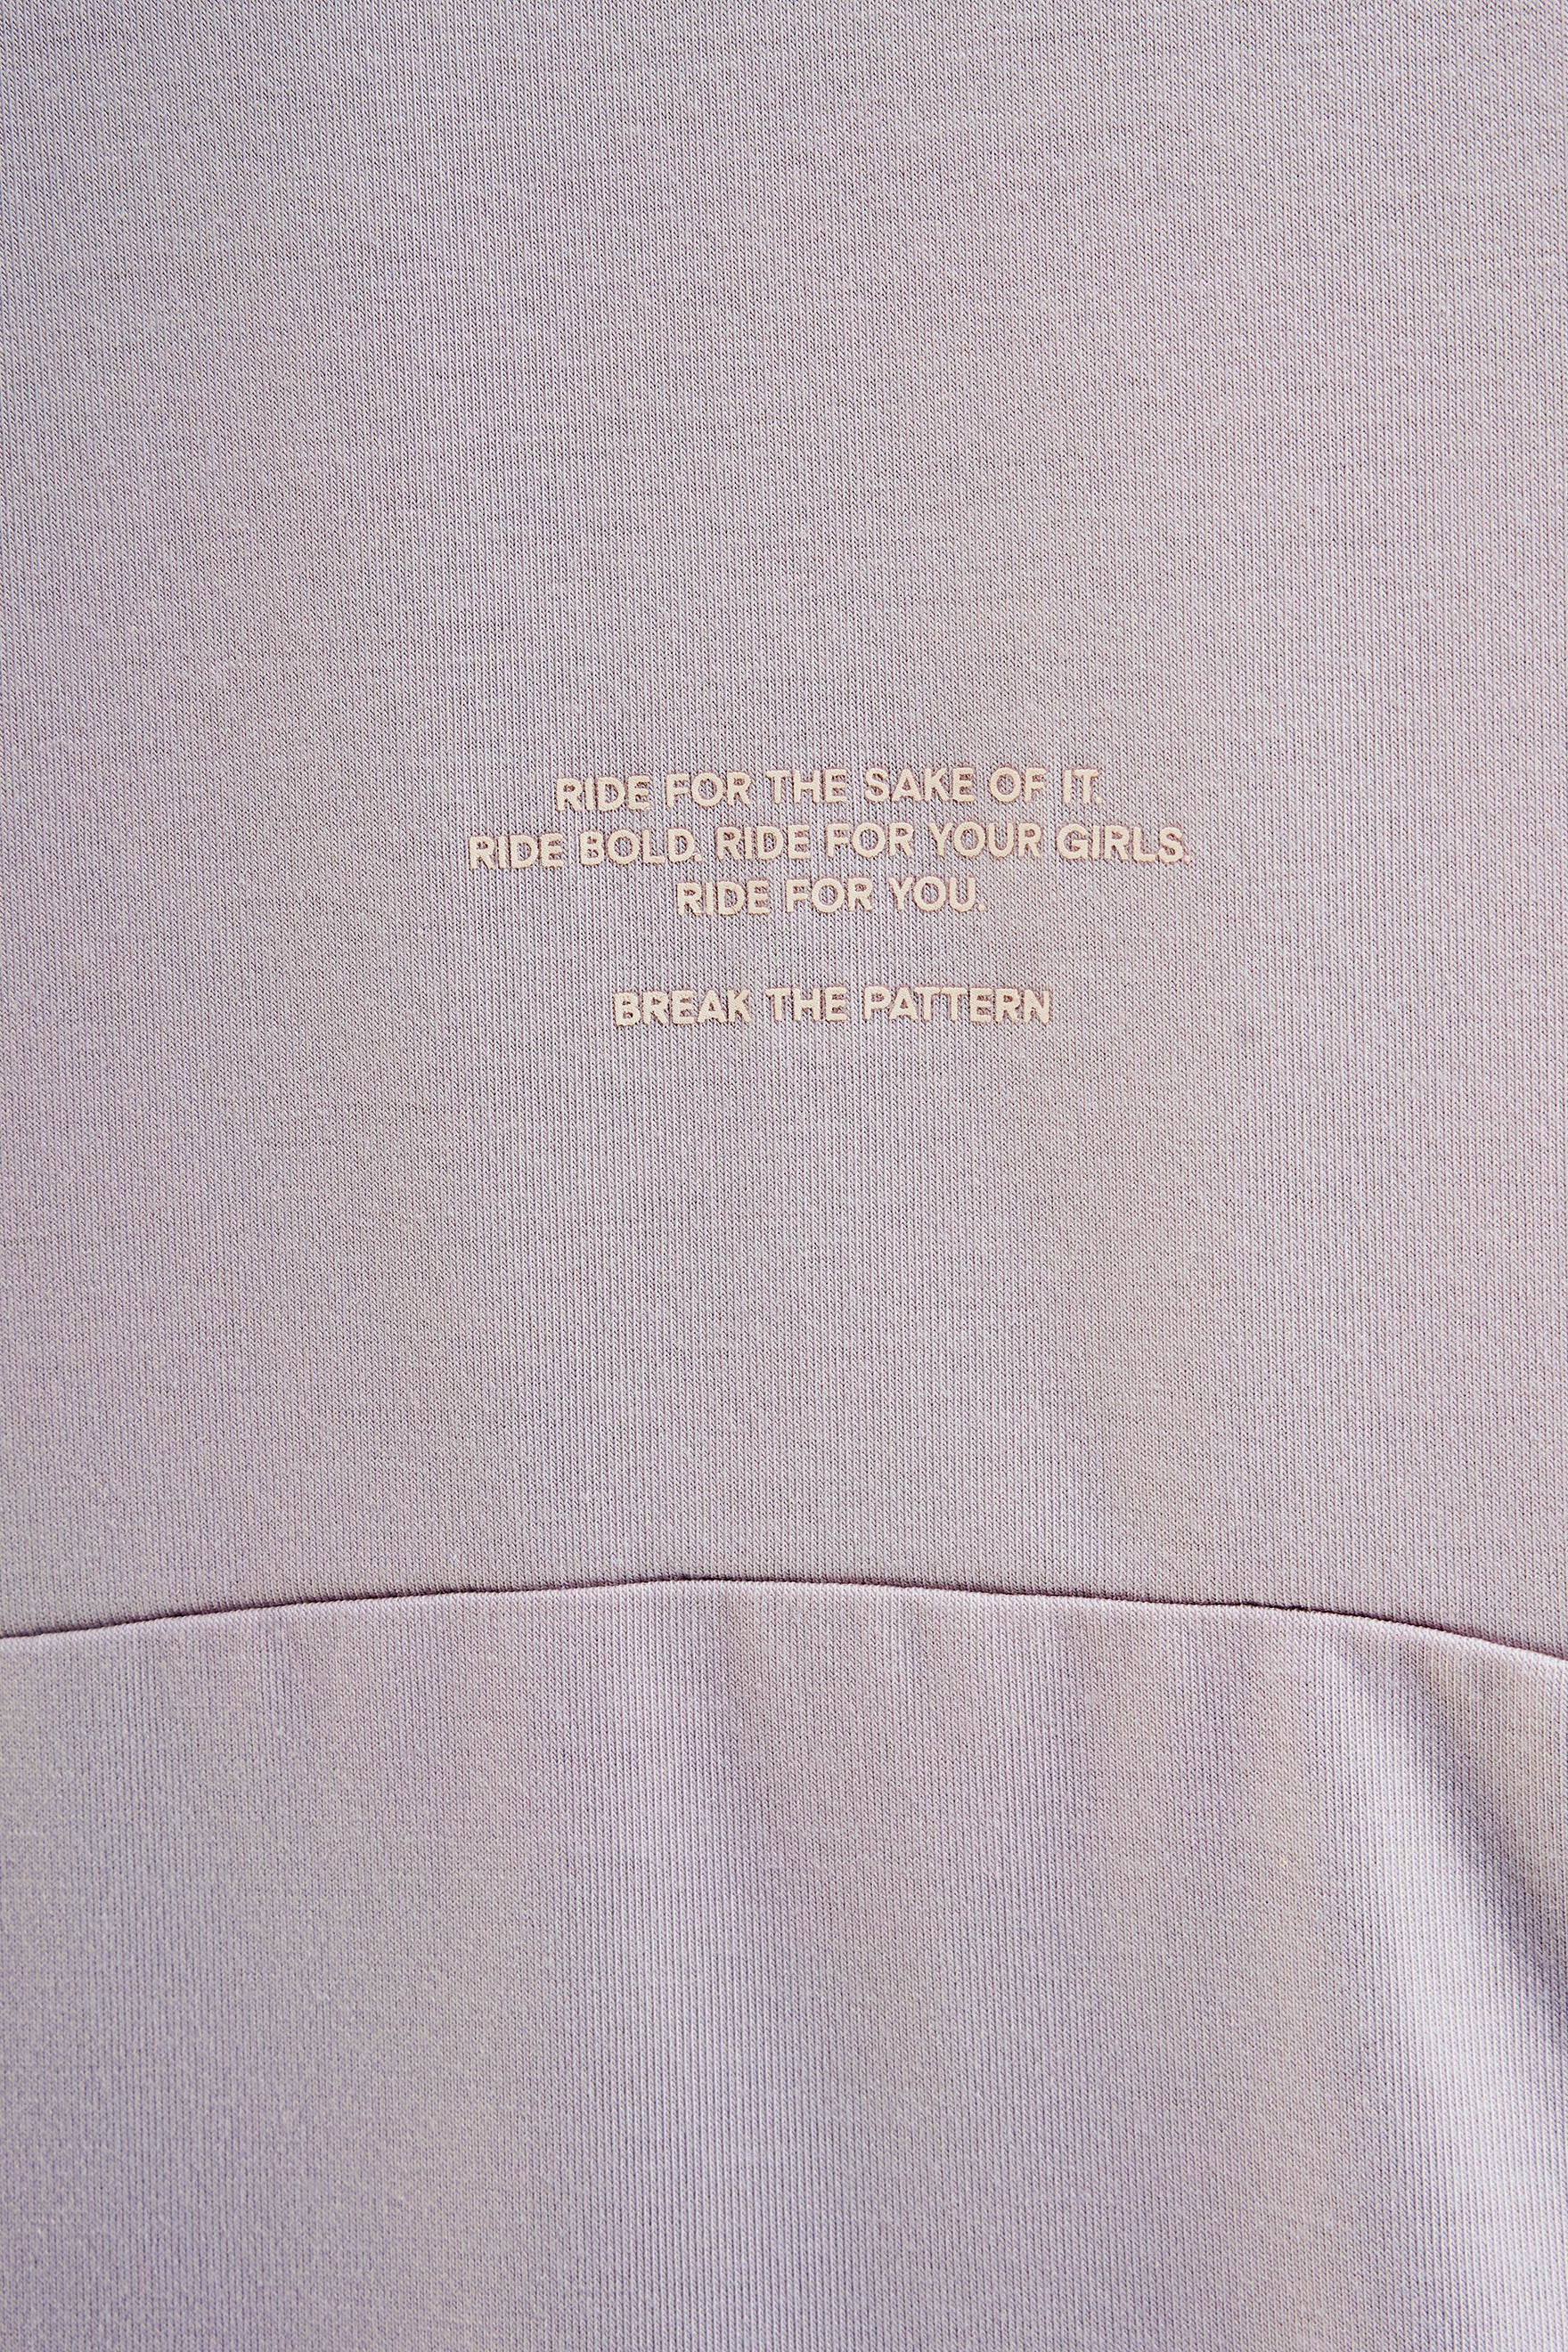 RIDE FOR THE SAKE OF IT.
RIDE BOLD. RIDE FOR YOUR GIRLS.
RIDE FOR YOU.
BREAK THE PATTERN